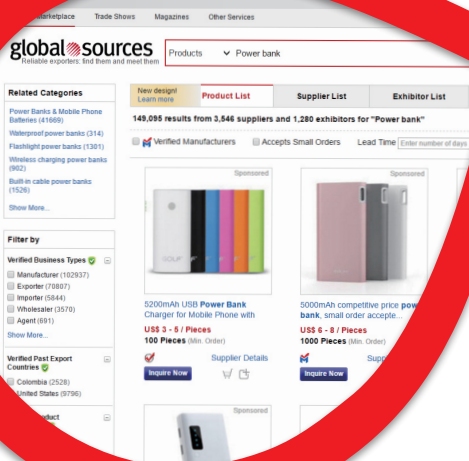 Marketplace Trade Shows Magazines Other Services
global sources
Reliable exporters: find them and meet them
Products Power bank
Related Categories
Power Banks & Mobile Phone
Batteries (41669)
Waterproof power banks (314)
Flashlight power banks (1301)
Wireless charging power banks
(902)
Built-in cable power banks
(1526)
Show More...
Filter by
Verified Business Types
Manufacturer (102937)
Exporter (70807)
Importer (5844)
Wholesaler (3570)
Agent (691)
Show More...
Verified Past Export
Countries
Colombia (2528)
United States (9796)
New design!
Learn more
Product List Supplier List Exhibitor List
149,095 results from 3,546 suppliers and 1,280 exhibitors for "Power bank"
Verified Manufacturers Accepts Small Orders Lead Time Enter number of days
Sponsored
GOLF
5200mAh USB Power Bank
Charger for Mobile Phone with
US$ 3 - 5 / Pieces
100 Pieces (Min. Order)
Supplier Details
Inquire Now
Sponsored
5000mAh competitive price
bank, small order accepte...
US$ 6 - 8 / Pieces
1000 Pieces (Min. Order)
Inquire Now
Sponsored